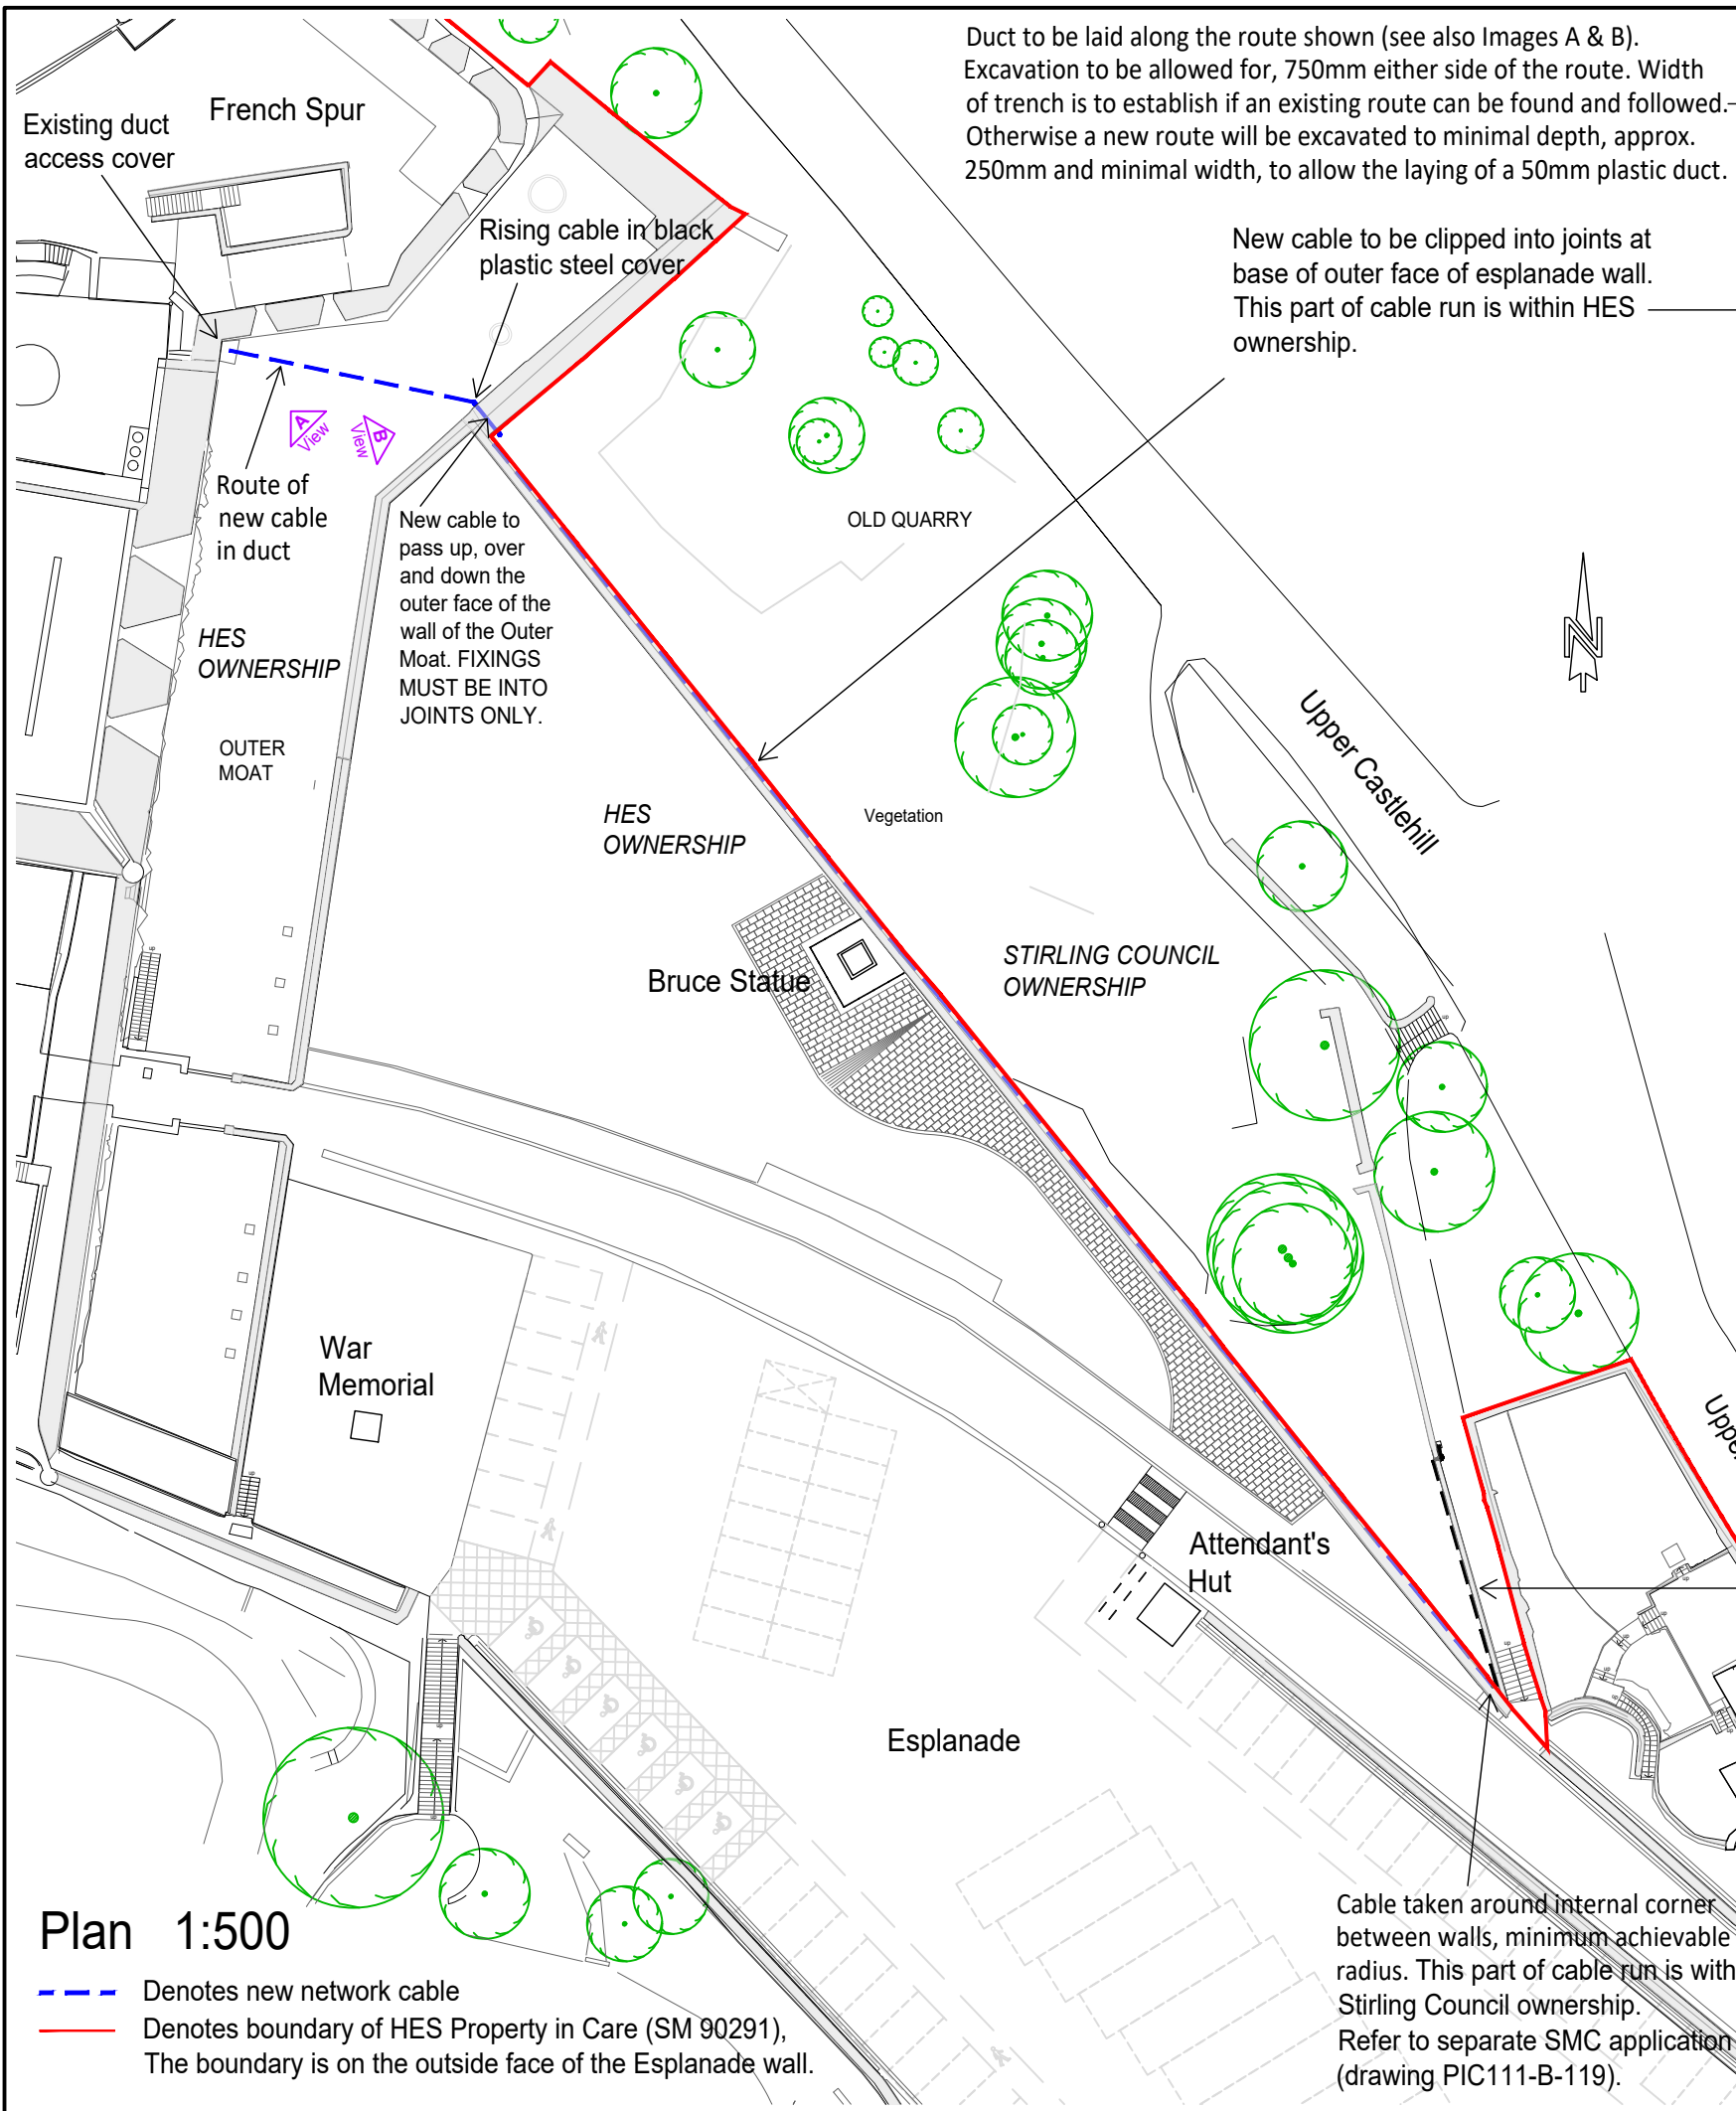 Duct to be laid along the route shown (see also Images A & B).
Excavation to be allowed for, 750mm either side of the route. Width
of trench is to establish if an existing route can be found and followed.
Otherwise a new route will be excavated to minimal depth, approx.
250mm and minimal width, to allow the laying of a 50mm plastic duct.
French Spur
Existing duct
access cover
Rising cable in black
plastic steel cover
New cable to be clipped into joints at
base of outer face of esplanade wall.
This part of cable run is within HES
ownership.
A
View
B
View
Route of
new cable
in duct
New cable to
pass up, over
and down the
outer face of the
wall of the Outer
Moat. FIXINGS
MUST BE INTO
JOINTS ONLY.
OLD QUARRY
N
HES
OWNERSHIP
OUTER
MOAT
Upper Castlehill
HES
OWNERSHIP
Vegetation
STIRLING COUNCIL
OWNERSHIP
Bruce Statue
War
Memorial
Upper
Attendant's
Hut
Esplanade
Cable taken around internal corner
between walls, minimum achievable
radius. This part of cable run is with
Stirling Council ownership.
Refer to separate SMC application
(drawing PIC111-B-119).
Plan 1:500
Denotes new network cable
Denotes boundary of HES Property in Care (SM 90291),
The boundary is on the outside face of the Esplanade wall.